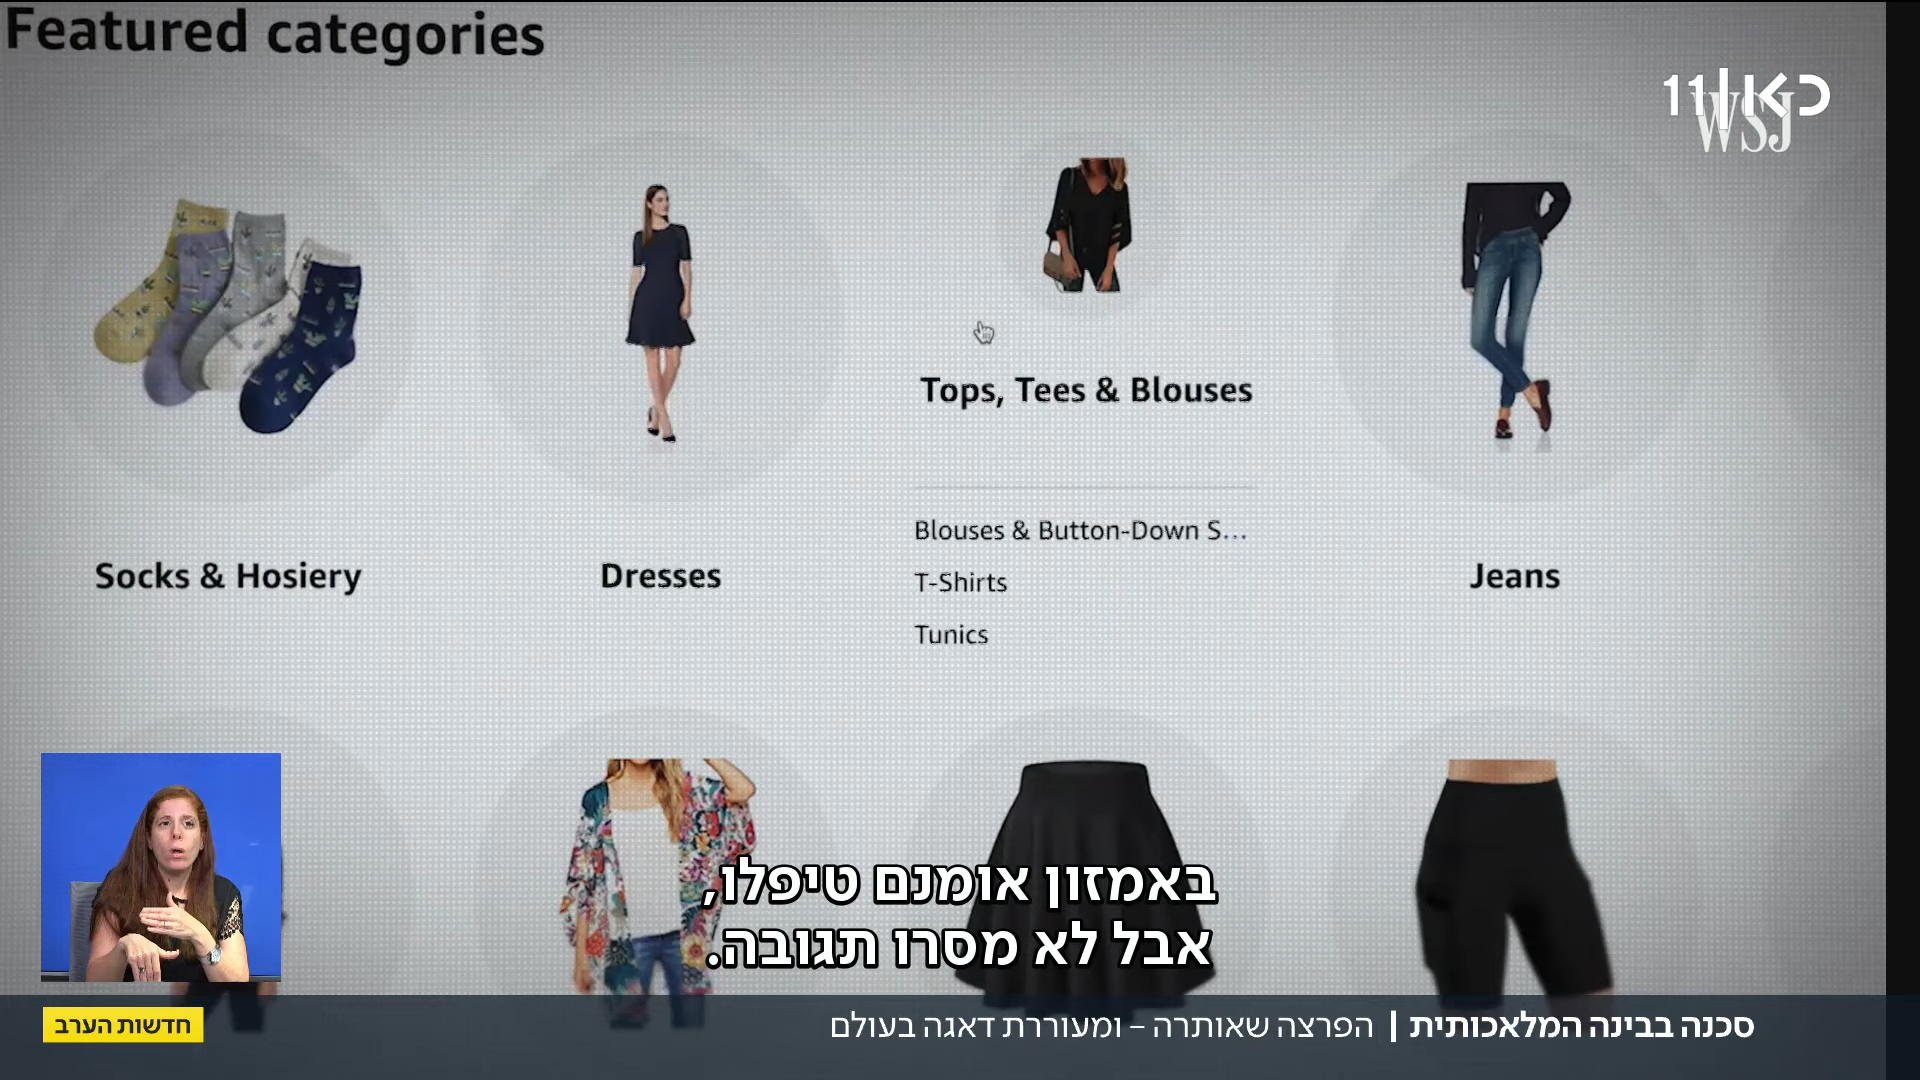 Featured categories
כאן 11
WSJ
Tops, Tees & Blouses
Blouses & Button-Down S...
T-Shirts
Tunics
Socks & Hosiery
Dresses
Jeans
באמזון אומנם טיפלו,
אבל לא מסרו תגובה.
סכנה בבינה המלאכותית | הפרצה שאותרה – ומעוררת דאגה בעולם
חדשות הערב